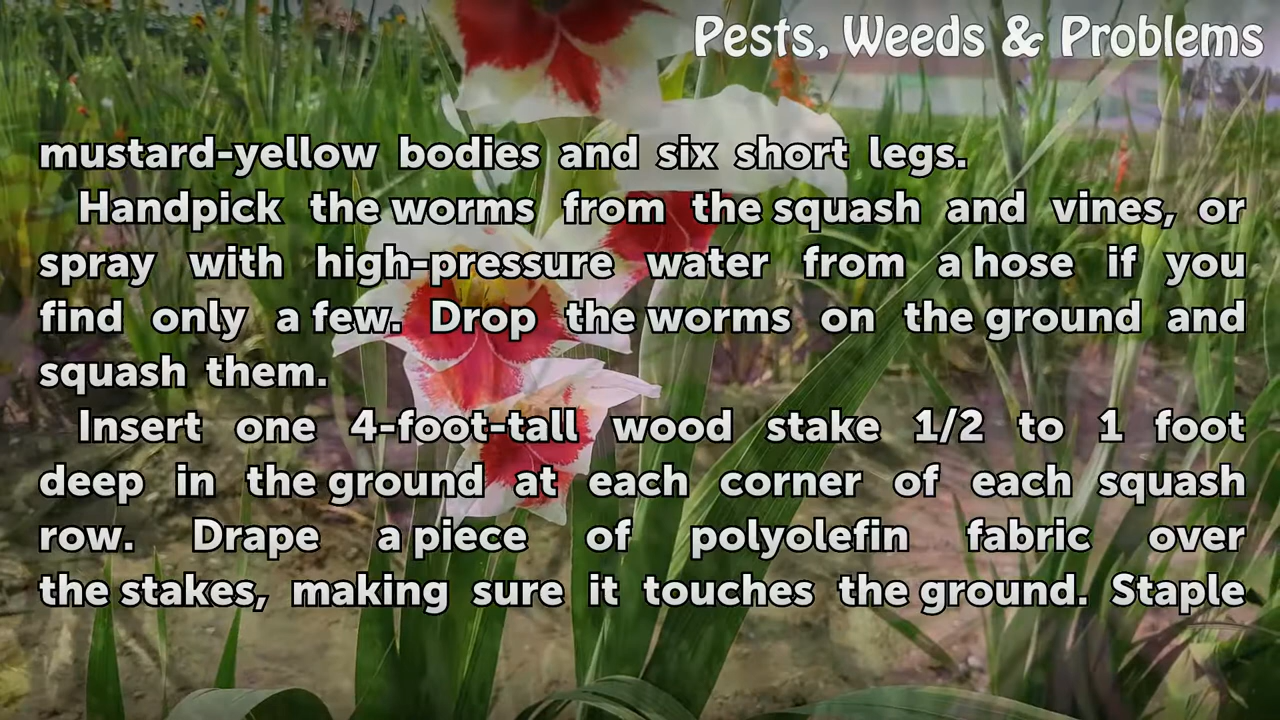 Pests, Weeds & Problems
mustard-yellow bodies and six short legs.
Handpick the worms from the squash and vines, or
spray with high-pressure water from a hose if you
find only a few. Drop the worms on the ground and
squash them.
Insert one 4-foot-tall wood stake 1/2 to 1 foot
deep in the ground at each corner of each squash
row. Drape a piece of polyolefin fabric over
the stakes, making sure it touches the ground. Staple